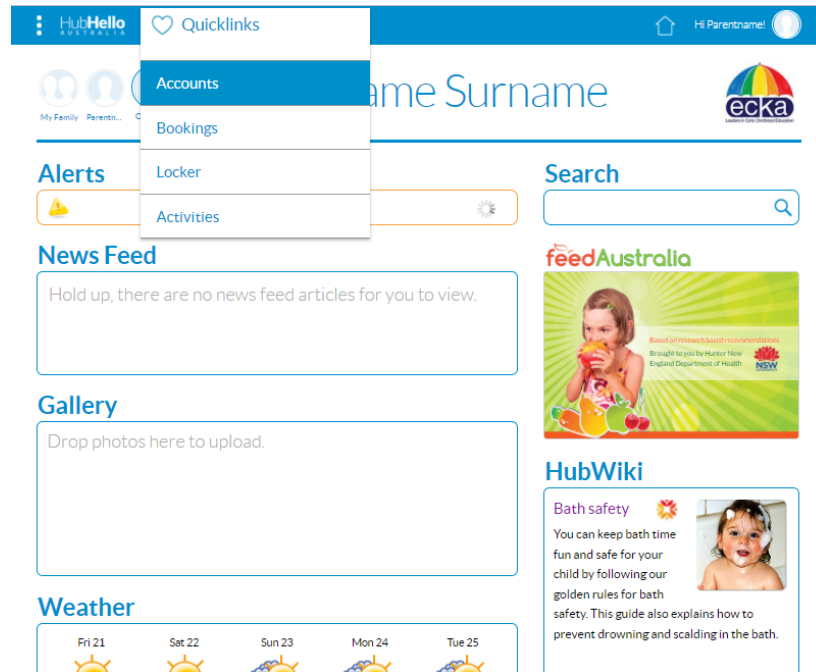 HubHello
AUSTRALIA
Quicklinks
Hi Parentname!
Accounts
Bookings
Locker
Activities
My Family
Parentn...
ame Surname
ecka
Leaders in Early Childhood Education
Alerts
Search
News Feed
Hold up, there are no news feed articles for you to view.
feedAustralia
Based on research based recommendations
Brought to you by Hunter New
England Department of Health
NSW
Gallery
Drop photos here to upload.
HubWiki
Bath safety
You can keep bath time
fun and safe for your
child by following our
golden rules for bath
safety. This guide also explains how to
prevent drowning and scalding in the bath.
Weather
Fri 21
Sat 22
Sun 23
Mon 24
Tue 25